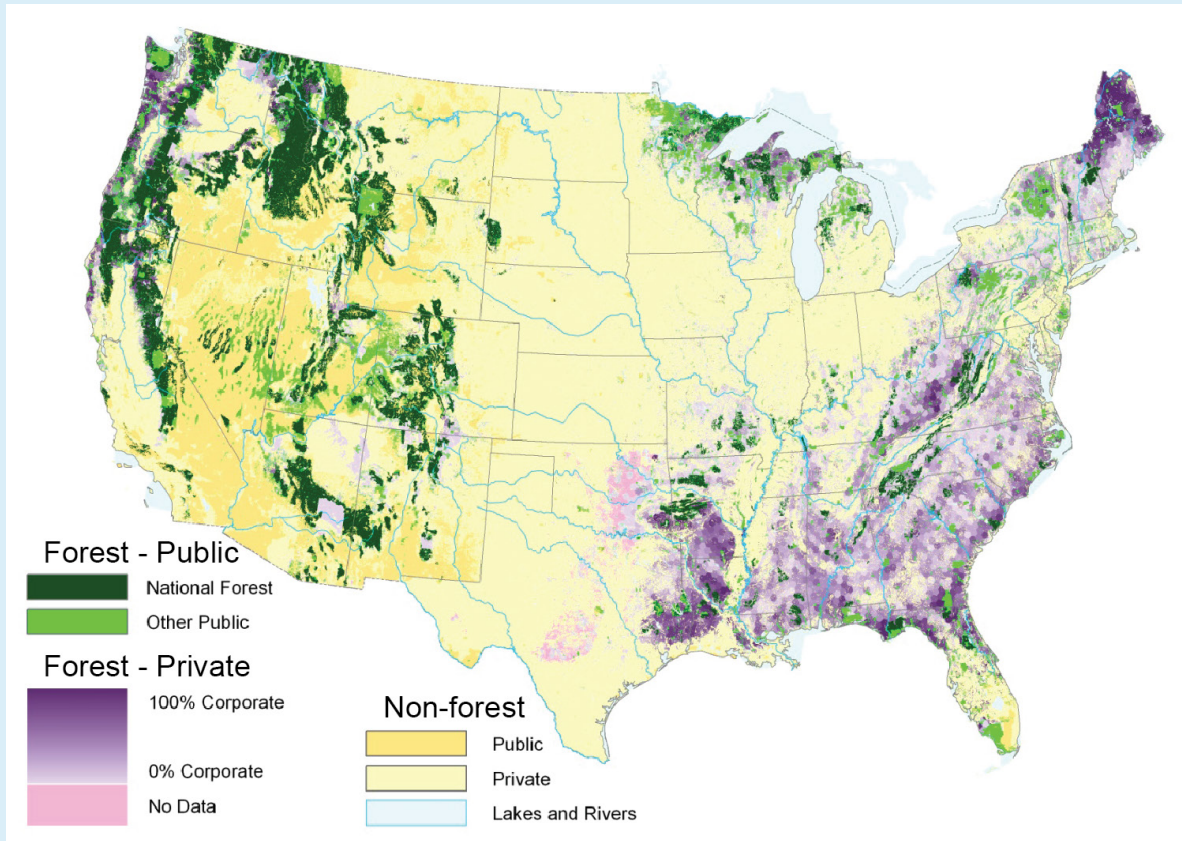 Forest - Public
National Forest
Other Public
Forest - Private
100% Corporate
0% Corporate
No Data
Non-forest
Public
Private
Lakes and Rivers